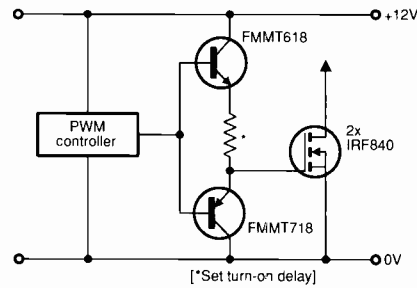 +12V
FMMT618
PWM
controller
*
2x
IRF840
FMMT718
0V
[*Set turn-on delay]